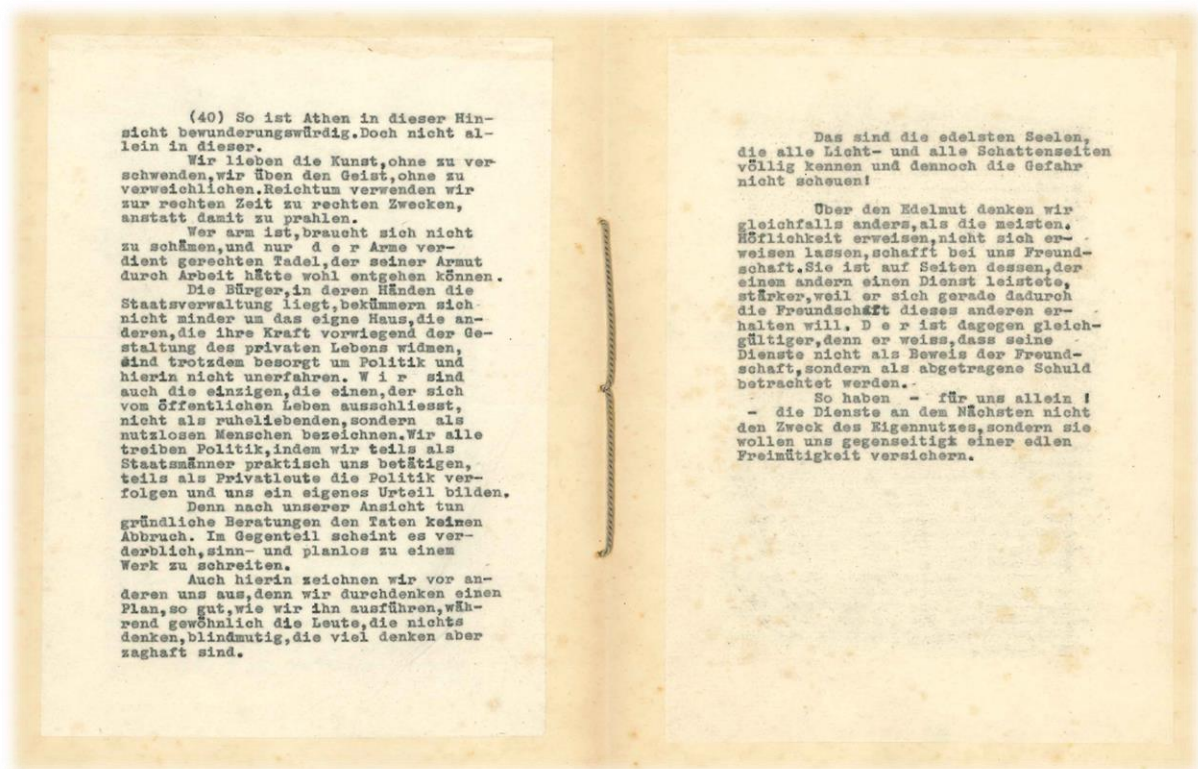 (40) So ist Athen in dieser Hin-
sicht bewunderungswürdig.Doch nicht al-
lein in dieser.
Wir lieben die Kunst,ohne zu ver
schwenden,wir üben den Geist,ohne zu
verweichlichen.Reichtum verwenden wir
zur rechten Zeit zu rechten Zwecken,
anstatt damit zu prahlen.
Wer arm ist,braucht sich nicht
zu schämen,und nur d e r Arme ver-
dient gerechten Tadel,der seiner Armut
durch Arbeit hätte wohl entgehen können.
Die Bürger,in deren Händen die
Staatsverwaltung liegt,bekümmern sich
nicht minder um das eigne Haus,die an-
deren,die ihre Kraft vorwiegend der Ge-
staltung des privaten Lebens widmen,
sind trotzdem besorgt um Politik und
hierin nicht unerfahren. W i r sind
auch die einzigen,die einen,der sich
vom öffentlichen Leben ausschliesst,
nicht als ruheliebenden,sondern als
nutzlosen Menschen bezeichnen.Wir alle
treiben Politik,indem wir teils als
Staatsmänner praktisch uns betätigen,
teils als Privatleute die Politik ver-
folgen und uns ein eigenes Urteil bilden.
Denn nach unserer Ansicht tun
gründliche Beratungen den Taten keinen
Abbruch. Im Gegenteil scheint es ver-
derblich,sinn- und planlos zu einem
Werk zu schreiten.
Auch hierin zeichnen wir vor an-
deren uns aus,denn wir durchdenken einen
Plan,so gut,wie wir ihn ausführen,wäh-
rend gewöhnlich die Leute,die nichts
denken,blindmutig,die viel denken aber
zaghaft sind.
Das sind die edelsten Seelen,
die alle Licht- und alle Schattenseiten
völlig kennen und dennoch die Gefahr
nicht scheuen!
Über den Edelmut denken wir
gleichfalls anders,als die meisten.
Höflichkeit erweisen,nicht sich er-
weisen lassen,schafft bei uns Freund-
schaft.Sie ist auf Seiten dessen,der
einem andern einen Dienst leistete,
stärker,weil er sich gerade dadurch
die Freundschaft dieses anderen er-
halten will. D e r ist dagegen gleich-
gültiger,denn er weiss,dass seine
Dienste nicht als Beweis der Freund-
schaft,sondern als abgetragene Schuld
betrachtet werden.
So haben - für uns allein !
- die Dienste an dem Nächsten nicht
den Zweck des Eigennutzes,sondern sie
wollen uns gegenseitig einer edlen
Freimütigkeit versichern.